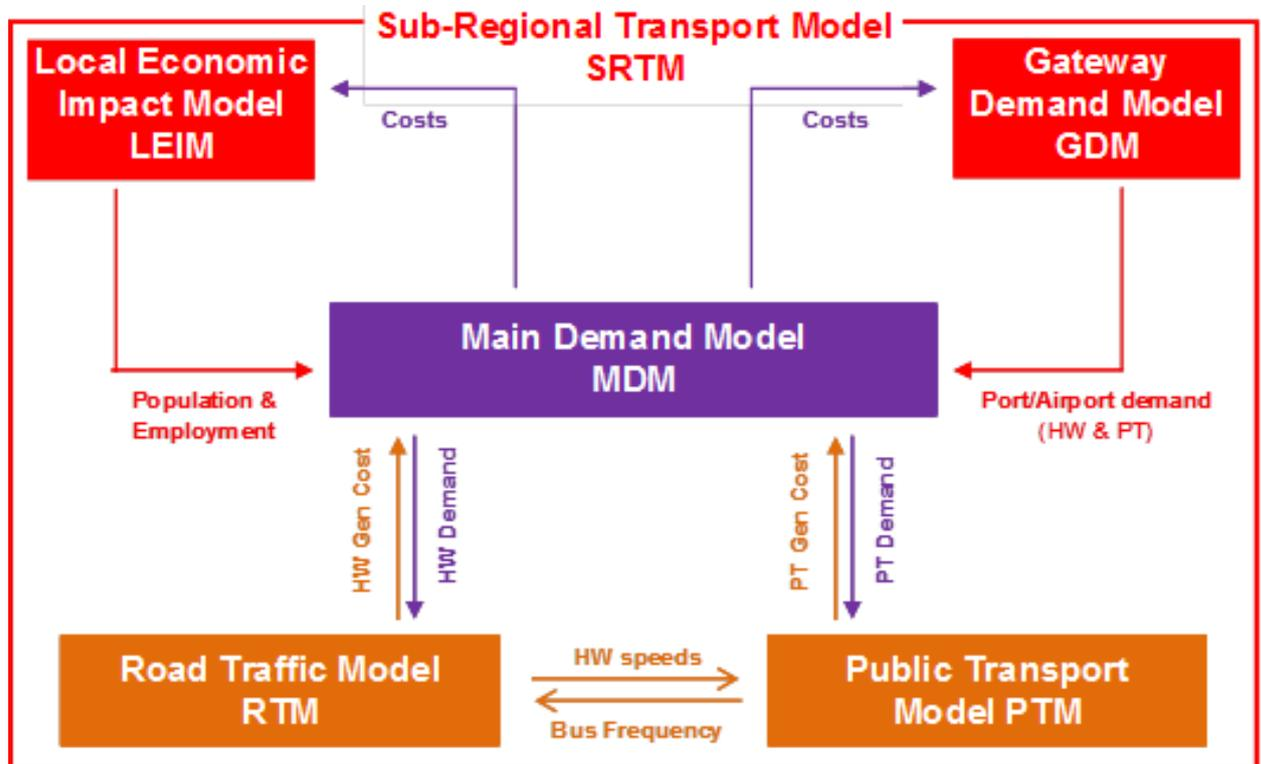 Sub-Regional Transport Model
SRTM
Local Economic
Impact Model
LEIM
Gateway
Demand Model
GDM
Costs
Costs
Main Demand Model
MDM
Population &
Employment
Port/Airport demand
(HW & PT)
HW Gen Cost
HW Demand
PT Gen Cost
PT Demand
Road Traffic Model
RTM
HW speeds
Bus Frequency
Public Transport
Model PTM